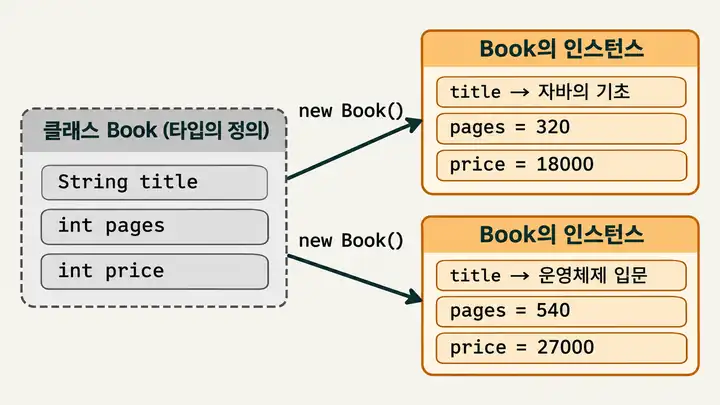 클래스 Book (타입의 정의)
String title
int pages
int price
new Book()
new Book()
Book의 인스턴스
title → 자바의 기초
pages = 320
price = 18000
Book의 인스턴스
title → 운영체제 입문
pages = 540
price = 27000